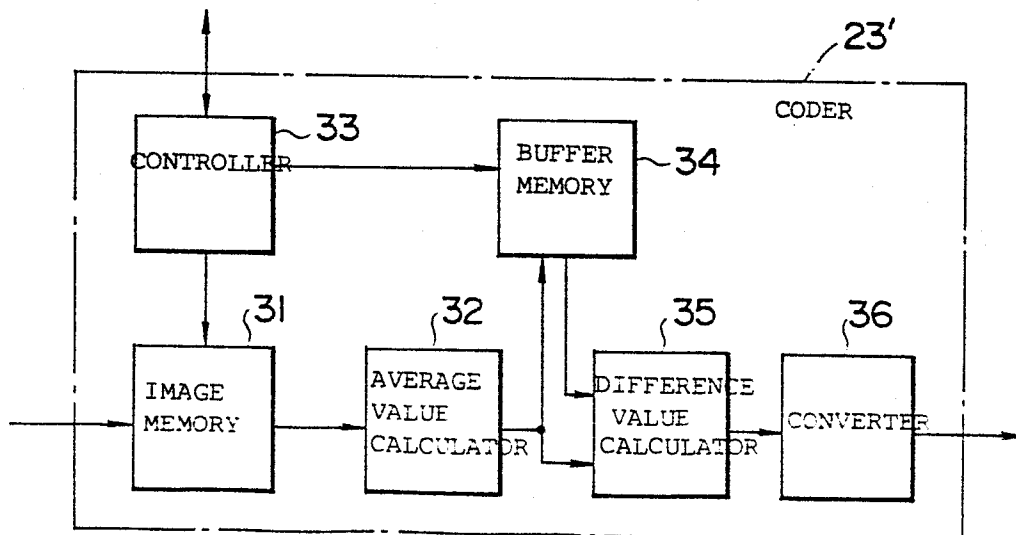 23'
CODER
33
CONTROLLER
BUFFER
MEMORY
34
31
IMAGE
MEMORY
32
AVERAGE
VALUE
CALCULATOR
35
DIFFERENCE
VALUE
CALCULATOR
36
CONVERTER